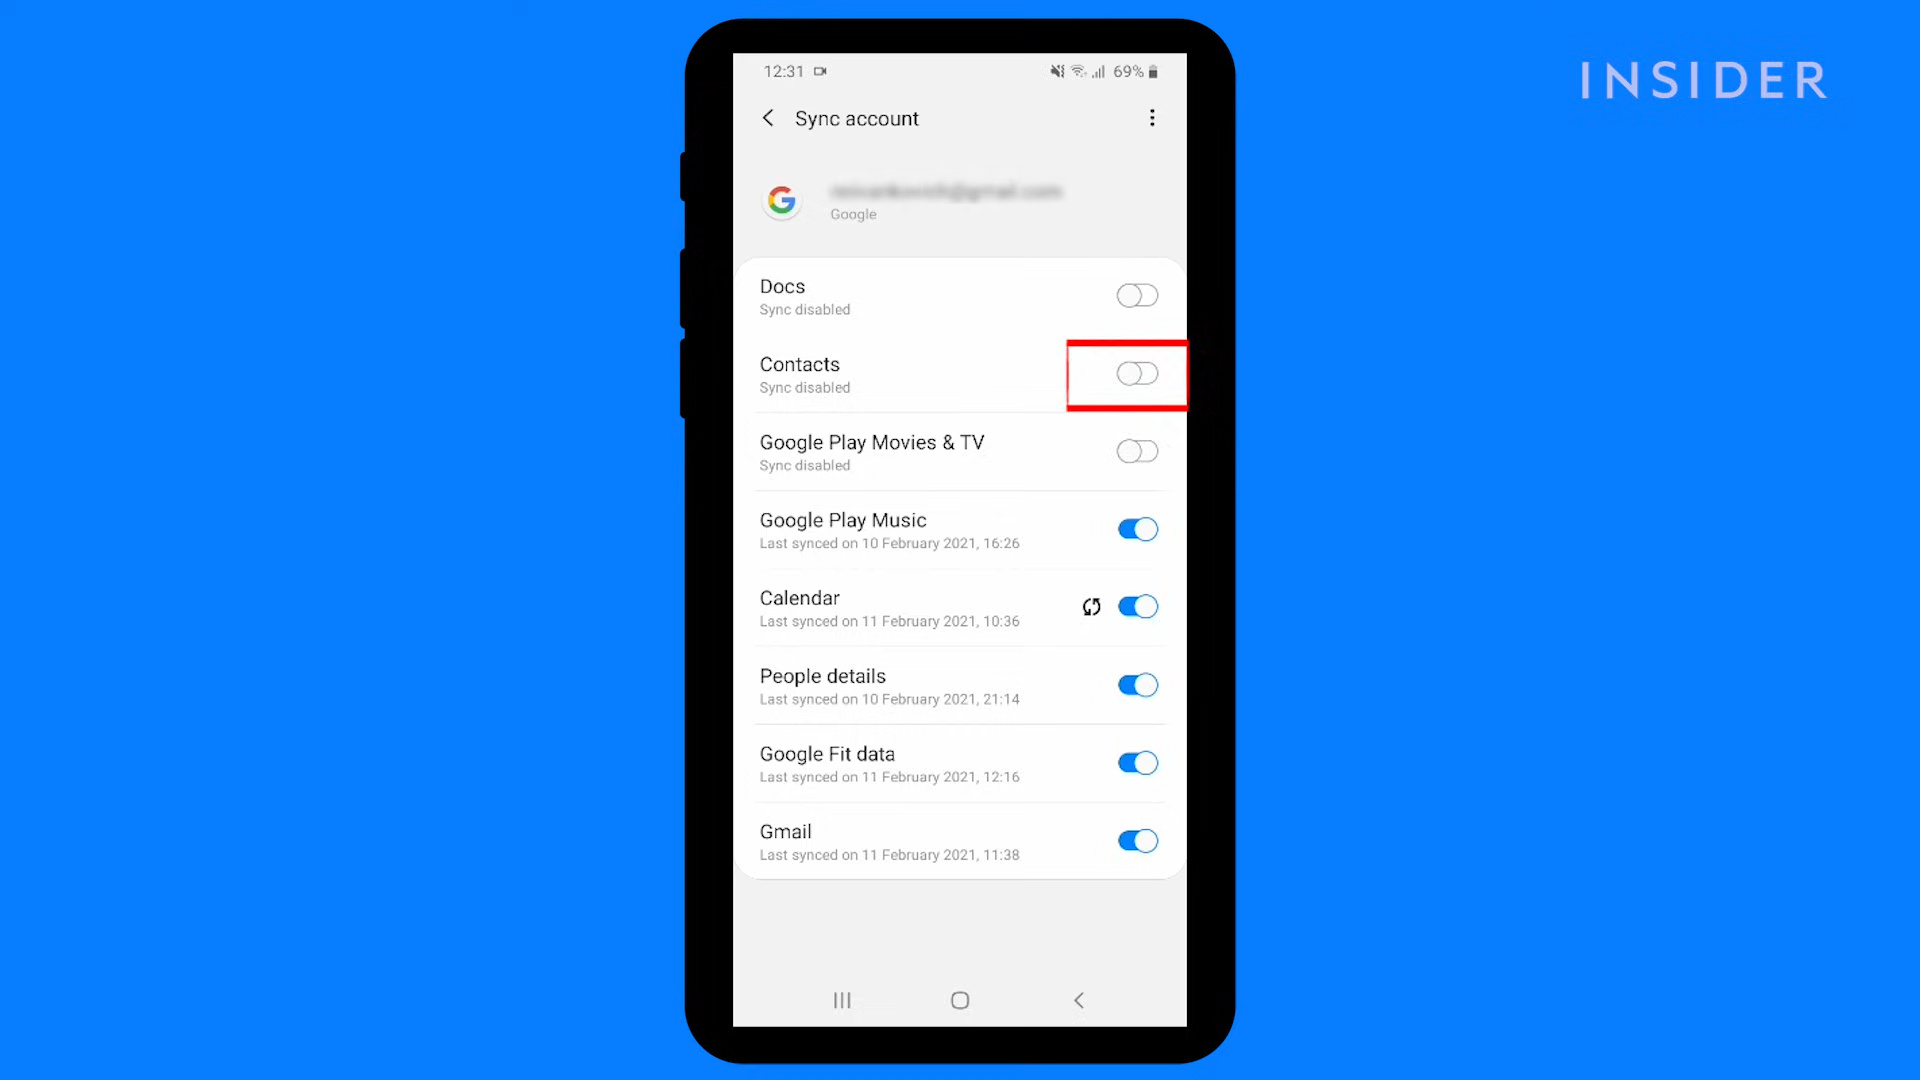 INSIDER
12:31 69%
Sync account
Google
Docs
Sync disabled
Contacts
Sync disabled
Google Play Movies & TV
Sync disabled
Google Play Music
Last synced on 10 February 2021, 16:26
Calendar
Last synced on 11 February 2021, 10:36
People details
Last synced on 10 February 2021, 21:14
Google Fit data
Last synced on 11 February 2021, 12:16
Gmail
Last synced on 11 February 2021, 11:38